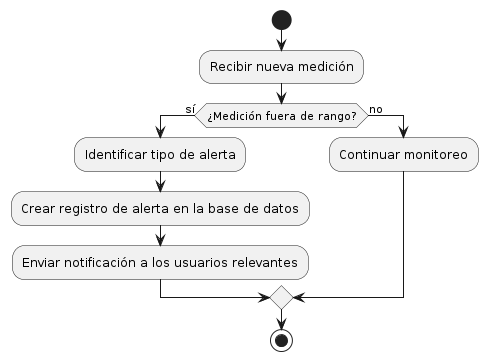 Recibir nueva medición
¿Medición fuera de rango?
sí
no
Identificar tipo de alerta
Continuar monitoreo
Crear registro de alerta en la base de datos
Enviar notificación a los usuarios relevantes